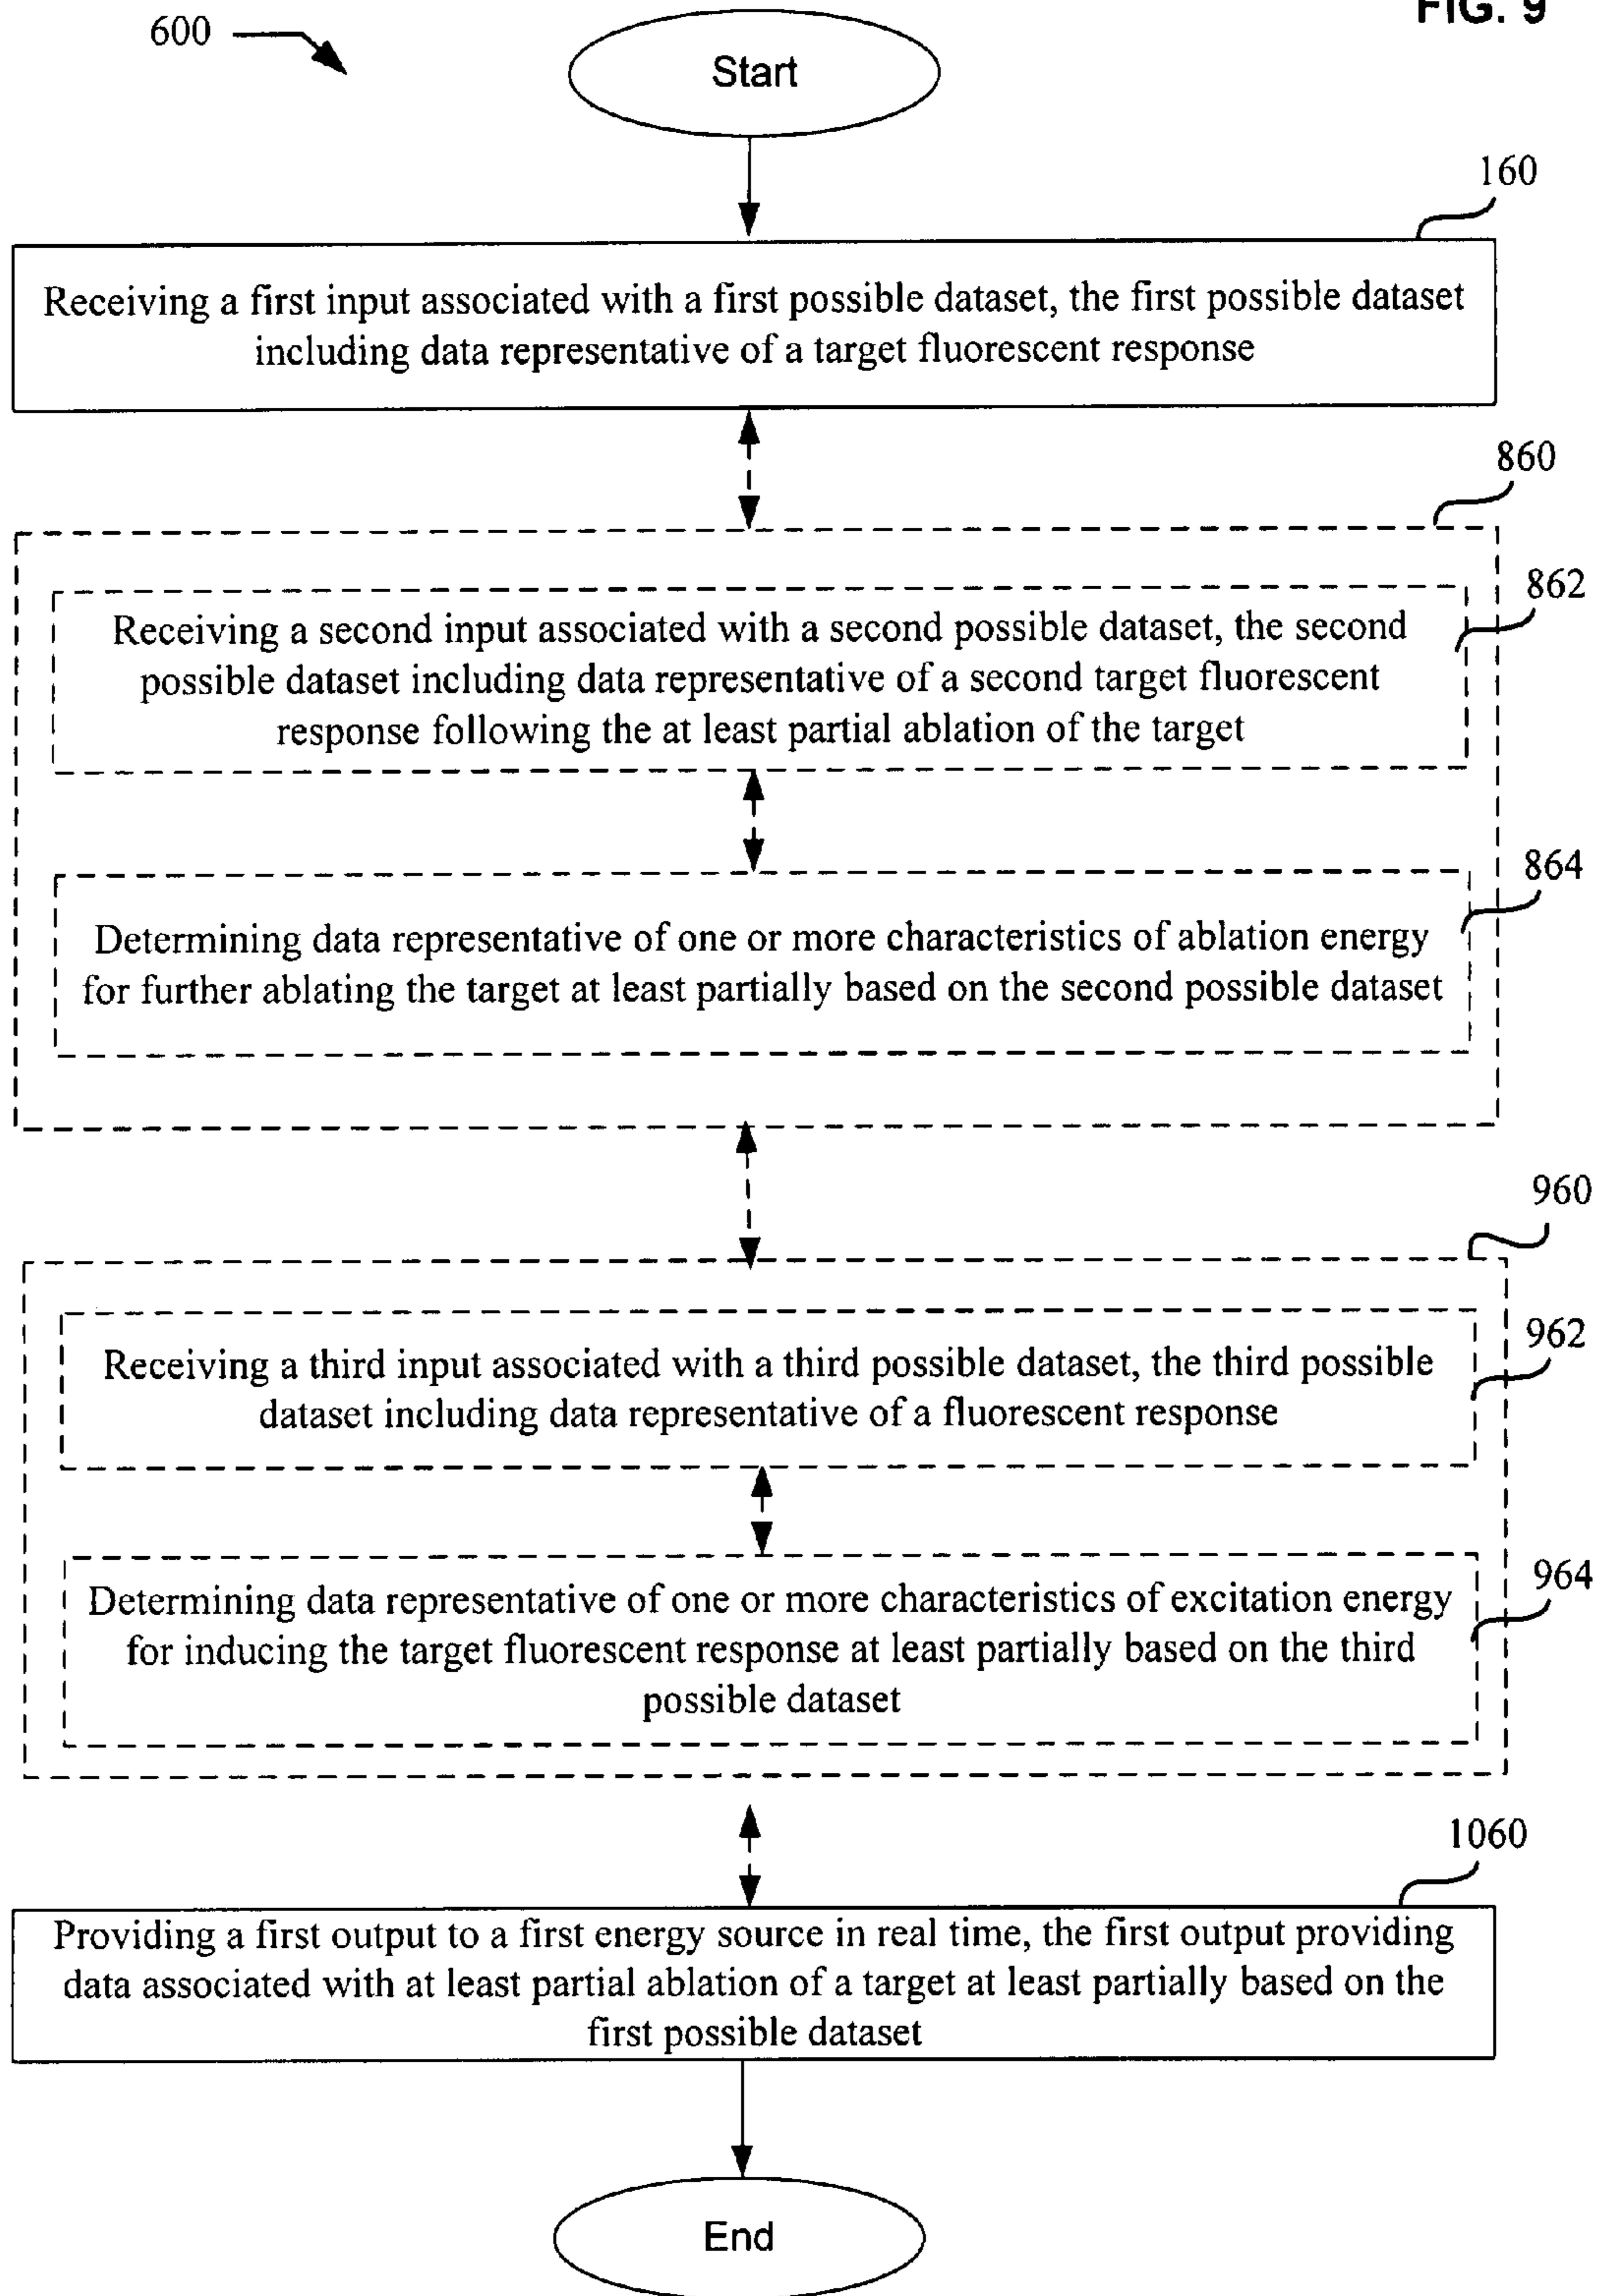 FIG. 9
600
Start
160
Receiving a first input associated with a first possible dataset, the first possible dataset
including data representative of a target fluorescent response
860
862
Receiving a second input associated with a second possible dataset, the second
possible dataset including data representative of a second target fluorescent
response following the at least partial ablation of the target
864
Determining data representative of one or more characteristics of ablation energy
for further ablating the target at least partially based on the second possible dataset
960
962
Receiving a third input associated with a third possible dataset, the third possible
dataset including data representative of a fluorescent response
964
Determining data representative of one or more characteristics of excitation energy
for inducing the target fluorescent response at least partially based on the third
possible dataset
1060
Providing a first output to a first energy source in real time, the first output providing
data associated with at least partial ablation of a target at least partially based on the
first possible dataset
End